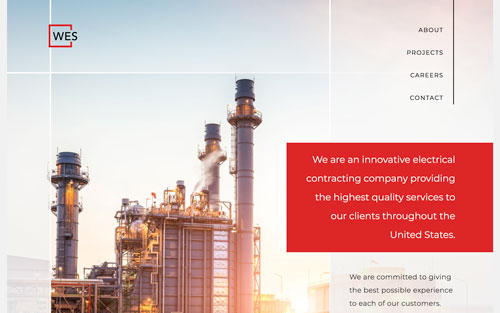 WES
ABOUT
PROJECTS
CAREERS
CONTACT
We are an innovative electrical
contracting company providing
the highest quality services to
our clients throughout the
United States.
We are committed to giving
the best possible experience
to each of our customers.